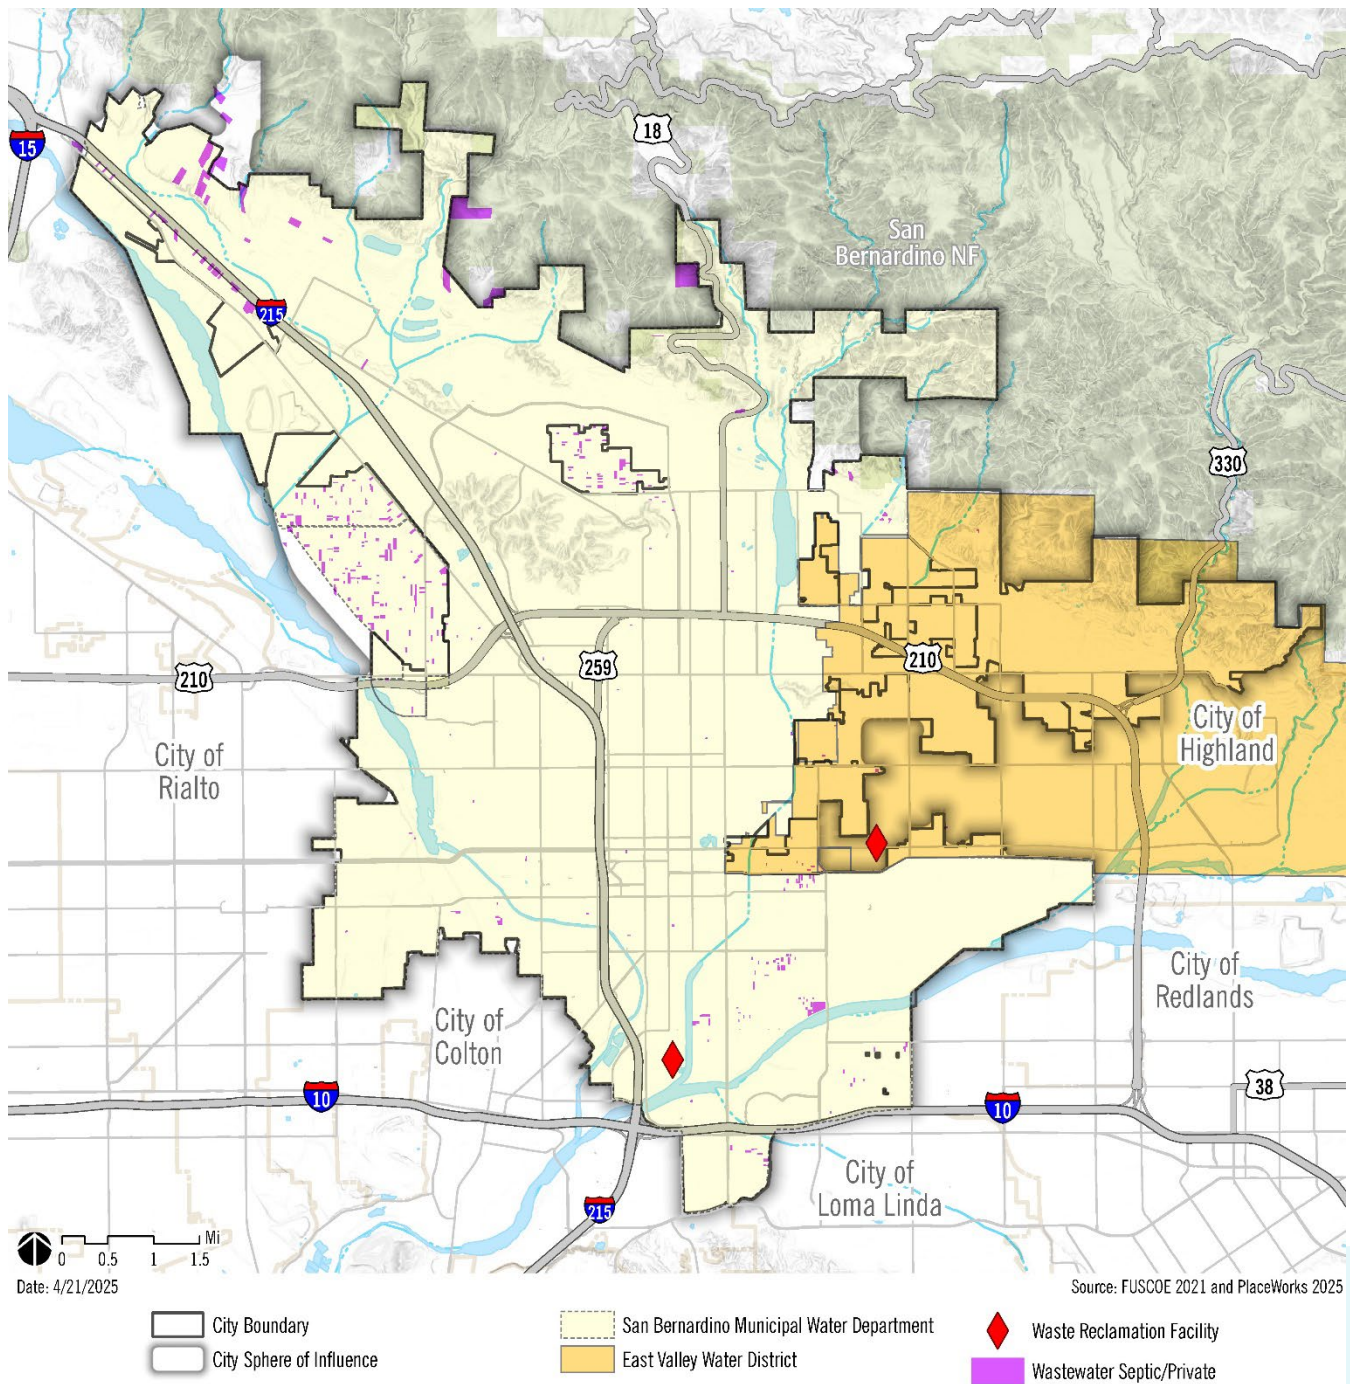 15
18
San
Bernardino NF
215
330
259
210
210
City of
Highland
City of
Rialto
City of
Redlands
City of
Colton
38
10
10
City of
Loma Linda
215
Mi
0 0.5 1 1.5
Date: 4/21/2025
Source: FUSCOE 2021 and PlaceWorks 2025
City Boundary
San Bernardino Municipal Water Department
Waste Reclamation Facility
City Sphere of Influence
East Valley Water District
Wastewater Septic/Private